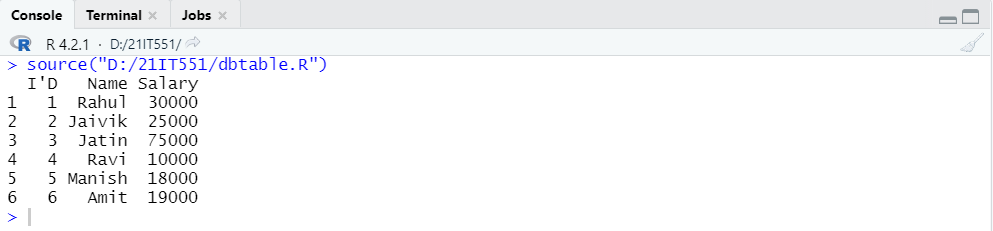 Console Terminal Jobs
R R 4.2.1 · D:/21IT551/
> source("D:/21IT551/dbtable.R")
I'D Name Salary
1 1 Rahul 30000
2 2 Jaivik 25000
3 3 Jatin 75000
4 4 Ravi 10000
5 5 Manish 18000
6 6 Amit 19000
>